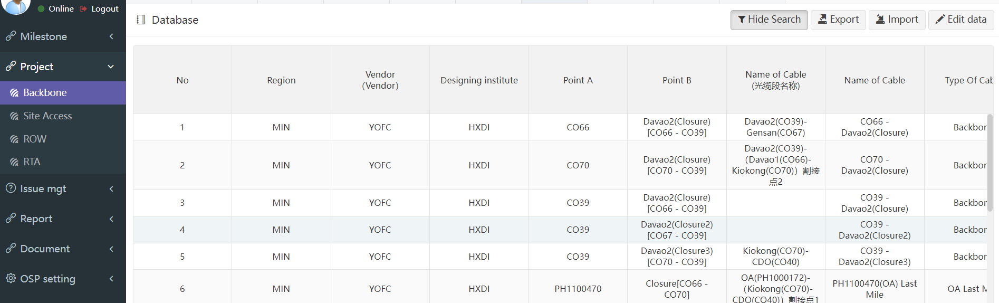 Online Logout
Milestone
Project
Backbone
Site Access
ROW
RTA
Issue mgt
Report
Document
OSP setting
Database
Hide Search Export Import Edit data
No
Region
Vendor
(Vendor)
Designing institute
Point A
Point B
Name of Cable
(光缆段名称)
Name of Cable
Type Of Cab
1
MIN
YOFC
HXDI
CO66
Davao2(Closure)
[CO66 - CO39]
Davao2(CO39)-
Gensan(CO67)
CO66 -
Davao2(Closure)
Backbor
2
MIN
YOFC
HXDI
CO70
Davao2(Closure)
[CO70 - CO39]
Davao2(CO39)-
（Davao1(CO66)-
Kiokong(CO70)）割接
点2
CO70 -
Davao2(Closure)
Backbor
3
MIN
YOFC
HXDI
CO39
Davao2(Closure)
[CO66 - CO39]
CO39 -
Davao2(Closure)
Backbor
4
MIN
YOFC
HXDI
CO39
Davao2(Closure2)
[CO67 - CO39]
CO39 -
Davao2(Closure2)
Backbor
5
MIN
YOFC
HXDI
CO39
Davao2(Closure3)
[CO70 - CO39]
Kiokong(CO70)-
CDO(CO40)
CO39 -
Davao2(Closure3)
Backbor
6
MIN
YOFC
HXDI
PH1100470
Closure[CO66 -
CO70]
OA(PH1000172)-
（Kiokong(CO70)-
CDO(CO40)）割接点1
PH1100470(OA) Last
Mile
OA Last M